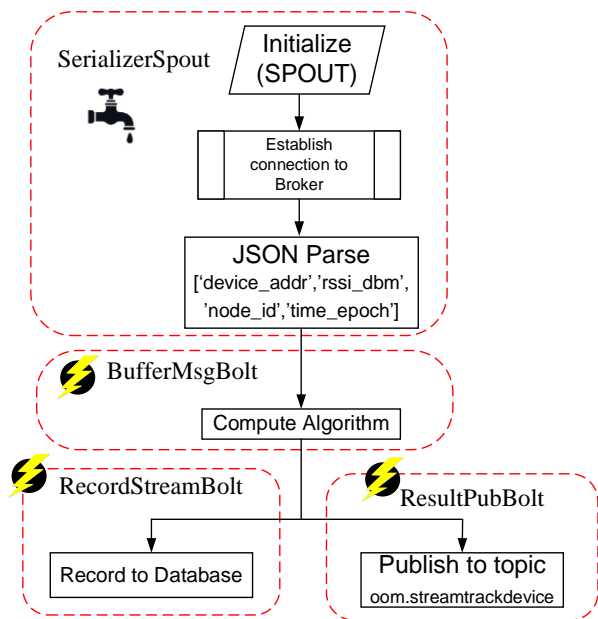 Initialize
(SPOUT)
SerializerSpout
Establish
connection to
Broker
JSON Parse
[‘device_addr’,’rssi_dbm’,
’node_id’,’time_epoch’]
BufferMsgBolt
Compute Algorithm
RecordStreamBolt
ResultPubBolt
Record to Database
Publish to topic
oom.streamtrackdevice